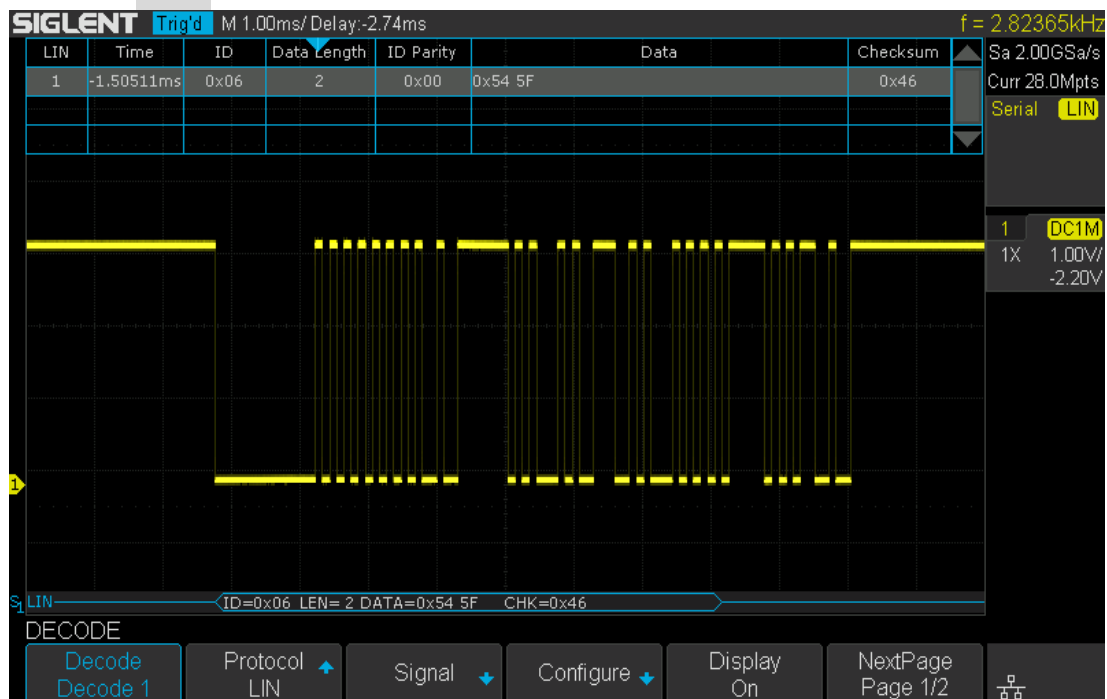 SIGLENT Trig'd M 1.00ms/ Delay:-2.74ms f = 2.82365kHz
LIN Time ID Data Length ID Parity Data Checksum
1 -1.50511ms 0x06 2 0x00 0x54 5F 0x46
Sa 2.00GSa/s
Curr 28.0Mpts
Serial LIN
1 DC1M
1X 1.00V/
-2.20V
1
S1 LIN ID=0x06 LEN= 2 DATA=0x54 5F CHK=0x46
DECODE
Decode Protocol Signal Configure Display NextPage
Decode 1 LIN On Page 1/2